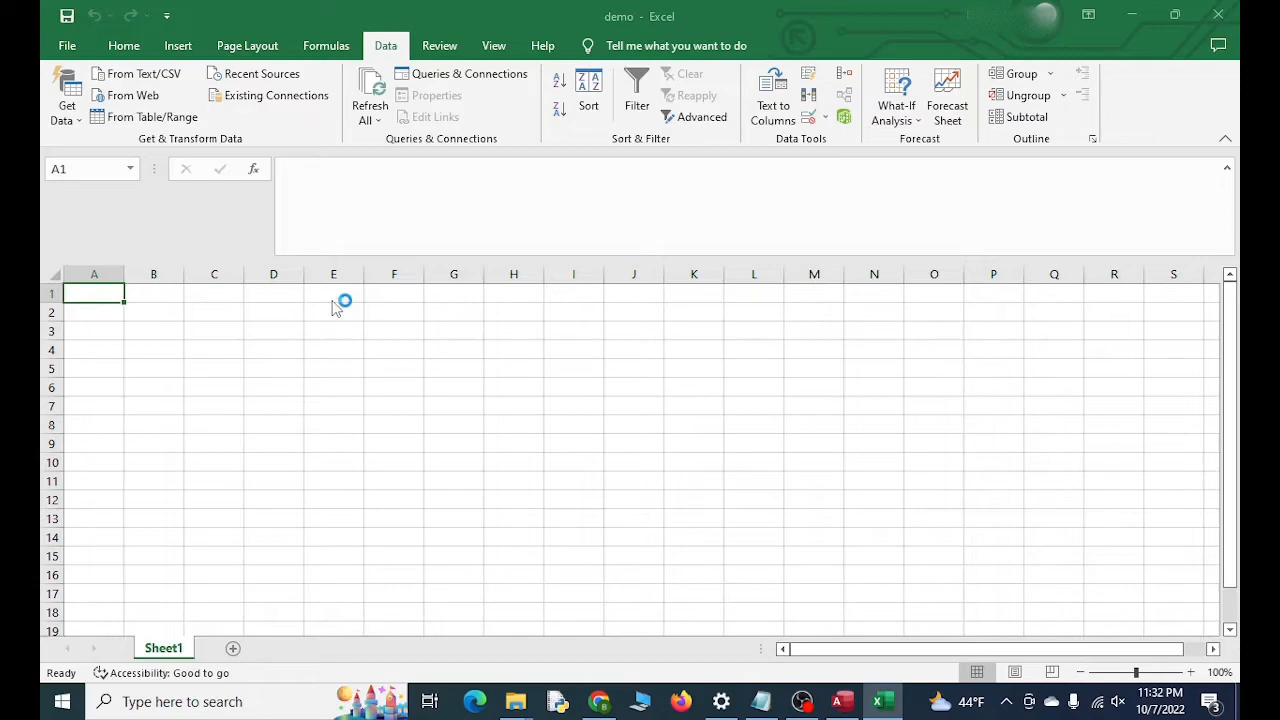 demo - Excel
File Home Insert Page Layout Formulas Data Review View Help Tell me what you want to do
Get Data
From Text/CSV
From Web
From Table/Range
Recent Sources
Existing Connections
Get & Transform Data
Refresh All
Queries & Connections
Properties
Edit Links
Queries & Connections
A
Z
Z
A
Z A
A Z
Sort
Filter
Clear
Reapply
Advanced
Sort & Filter
Text to Columns
Data Tools
What-If Analysis
Forecast Sheet
Forecast
Group
Ungroup
Subtotal
Outline
A1
fx
A B C D E F G H I J K L M N O P Q R S
1
2
3
4
5
6
7
8
9
10
11
12
13
14
15
16
17
18
19
Sheet1
Ready Accessibility: Good to go 100%
Type here to search
44°F
11:32 PM
10/7/2022
3